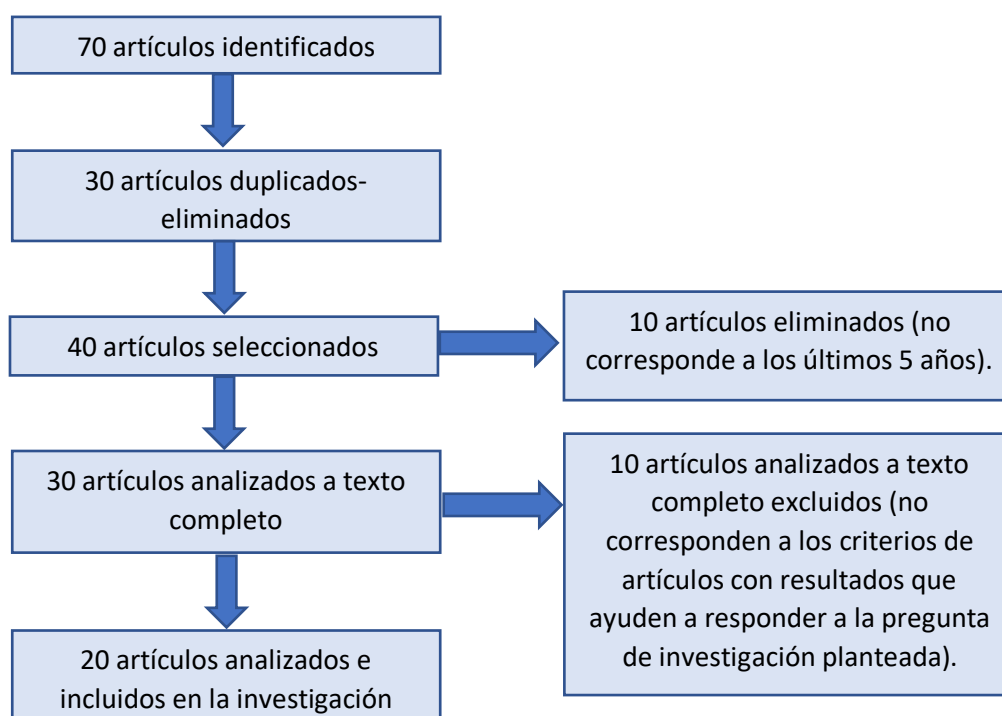 70 artículos identificados
30 artículos duplicados-
eliminados
40 artículos seleccionados
10 artículos eliminados (no
corresponde a los últimos 5 años).
30 artículos analizados a texto
completo
10 artículos analizados a texto
completo excluidos (no
corresponden a los criterios de
artículos con resultados que
ayuden a responder a la pregunta
de investigación planteada).
20 artículos analizados e
incluidos en la investigación